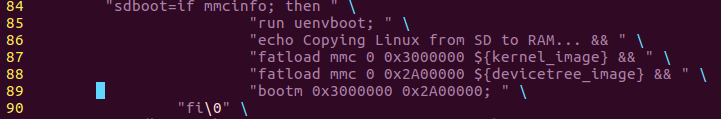 84 "sdboot=if mmcinfo; then " \
85 "run uenvboot; " \
86 "echo Copying Linux from SD to RAM... && " \
87 "fatload mmc 0 0x3000000 ${kernel_image} && " \
88 "fatload mmc 0 0x2A00000 ${devicetree_image} && " \
89 "bootm 0x3000000 0x2A00000; " \
90 "fi\0" \